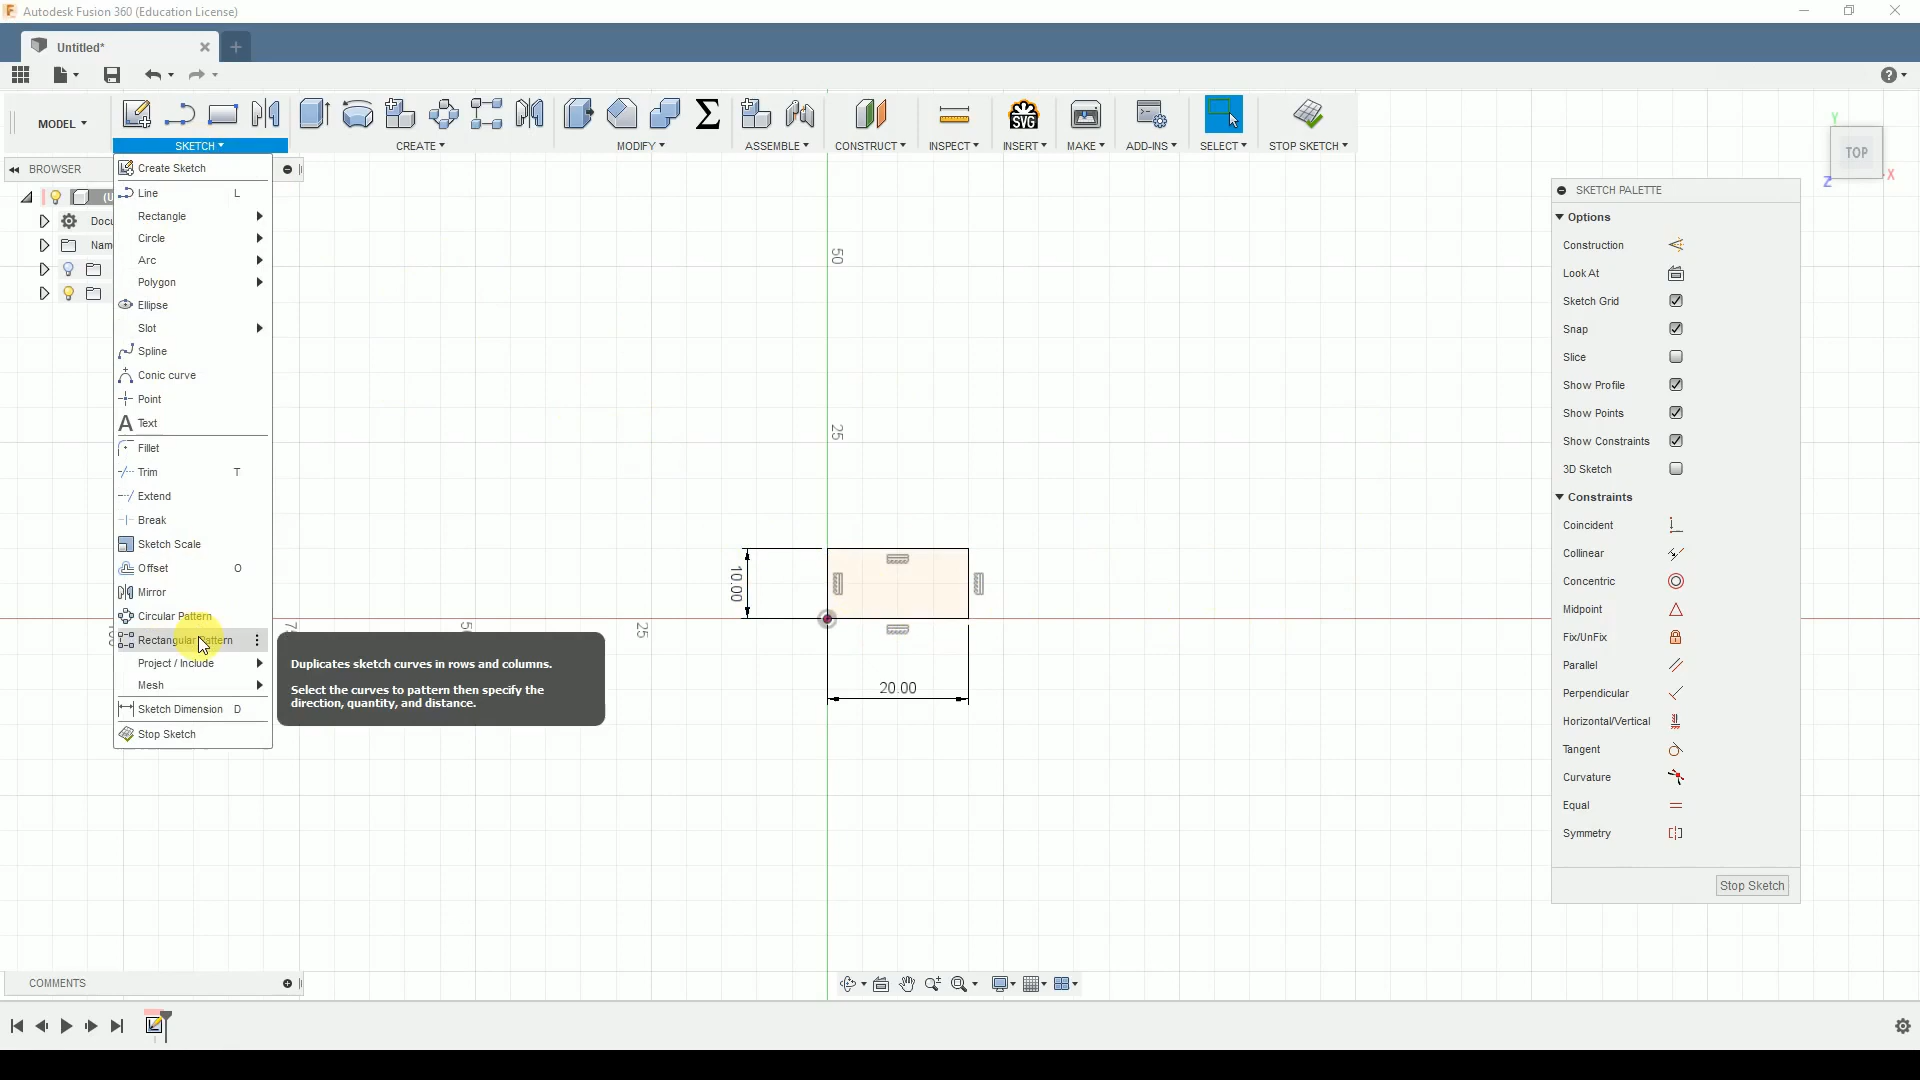 Autodesk Fusion 360 (Education License)
Untitled*
MODEL
SKETCH
CREATE
MODIFY
ASSEMBLE
CONSTRUCT
INSPECT
INSERT
MAKE
ADD-INS
SELECT
STOP SKETCH
SVG
TOP
Y
X
Z
BROWSER
(U
Docu
Name
Create Sketch
Line L
Rectangle
Circle
Arc
Polygon
Ellipse
Slot
Spline
Conic curve
Point
Text
Fillet
Trim T
Extend
Break
Sketch Scale
Offset O
Mirror
Circular Pattern
Rectangular Pattern
Project / Include
Mesh
Sketch Dimension D
Stop Sketch
Duplicates sketch curves in rows and columns.
Select the curves to pattern then specify the
direction, quantity, and distance.
50
25
25
10.00
20.00
SKETCH PALETTE
Options
Construction
Look At
Sketch Grid
Snap
Slice
Show Profile
Show Points
Show Constraints
3D Sketch
Constraints
Coincident
Collinear
Concentric
Midpoint
Fix/UnFix
Parallel
Perpendicular
Horizontal/Vertical
Tangent
Curvature
Equal
Symmetry
Stop Sketch
COMMENTS